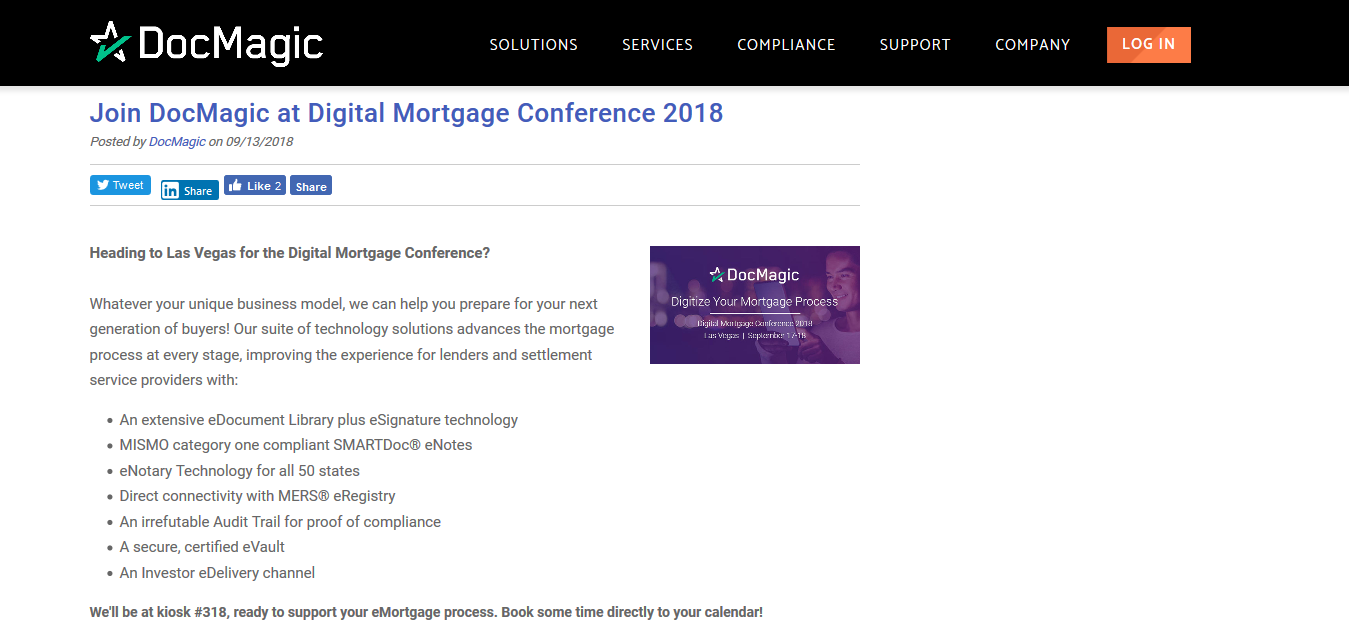 DocMagic
SOLUTIONS SERVICES COMPLIANCE SUPPORT COMPANY LOG IN
Join DocMagic at Digital Mortgage Conference 2018
Posted by DocMagic on 09/13/2018
Tweet in Share Like 2 Share
Heading to Las Vegas for the Digital Mortgage Conference?
Whatever your unique business model, we can help you prepare for your next
generation of buyers! Our suite of technology solutions advances the mortgage
process at every stage, improving the experience for lenders and settlement
service providers with:
DocMagic
Digitize Your Mortgage Process
Digital Mortgage Conference 2018
Las Vegas | September 17-18
• An extensive eDocument Library plus eSignature technology
• MISMO category one compliant SMARTDoc® eNotes
• eNotary Technology for all 50 states
• Direct connectivity with MERS® eRegistry
• An irrefutable Audit Trail for proof of compliance
• A secure, certified eVault
• An Investor eDelivery channel
We'll be at kiosk #318, ready to support your eMortgage process. Book some time directly to your calendar!